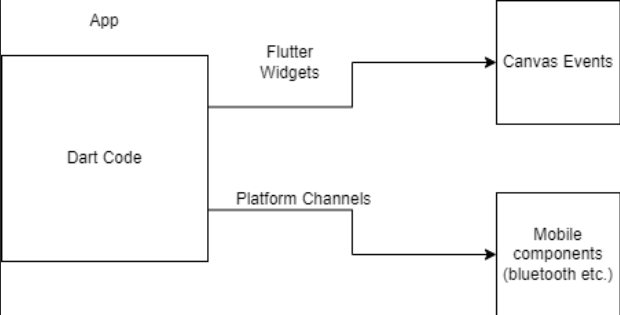 App
Flutter
Widgets
Canvas Events
Dart Code
Platform Channels
Mobile
components
(bluetooth etc.)